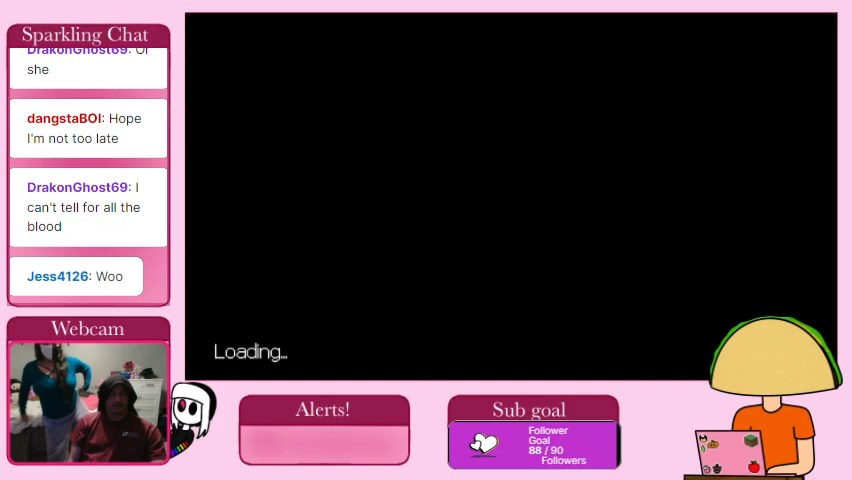 Sparkling Chat
DrakonGhost69: Or
she
dangstaBOI: Hope
I'm not too late
DrakonGhost69: I
can't tell for all the
blood
Jess4126: Woo
Webcam
Loading...
Alerts!
Sub goal
Follower
Goal
88 / 90
Followers